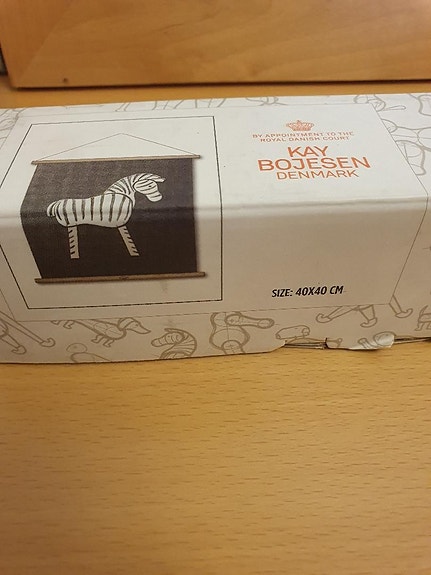 BY APPOINTMENT TO THE
ROYAL DANISH COURT
KAY
BOJESEN
DENMARK
SIZE: 40X40 CM